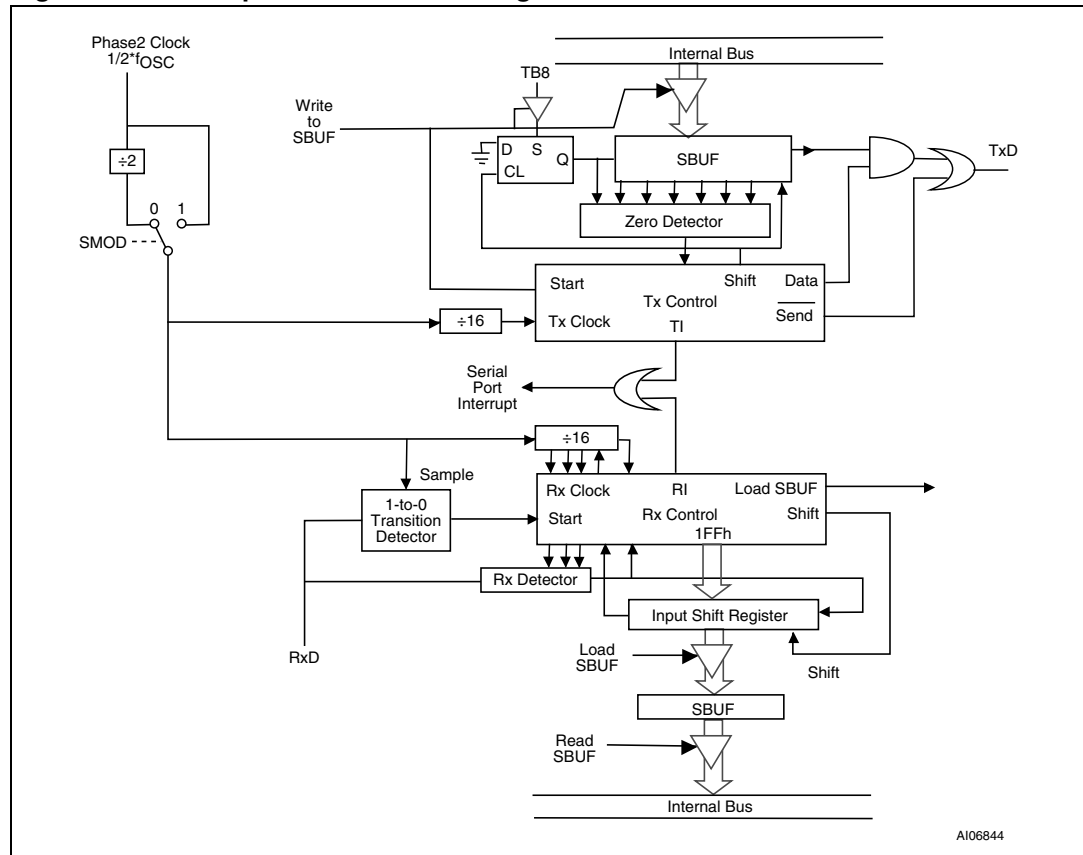 Phase2 Clock
1/2*fOSC
Internal Bus
TB8
Write
to
SBUF
÷2
D
S
Q
CL
SBUF
TxD
0
1
SMOD
Zero Detector
Start
Shift
Data
Tx Control
Send
÷16
Tx Clock
TI
Serial
Port
Interrupt
÷16
Sample
1-to-0
Transition
Detector
Rx Clock
RI
Load SBUF
Start
Rx Control
Shift
1FFh
Rx Detector
Input Shift Register
RxD
Load
SBUF
Shift
SBUF
Read
SBUF
Internal Bus
AI06844